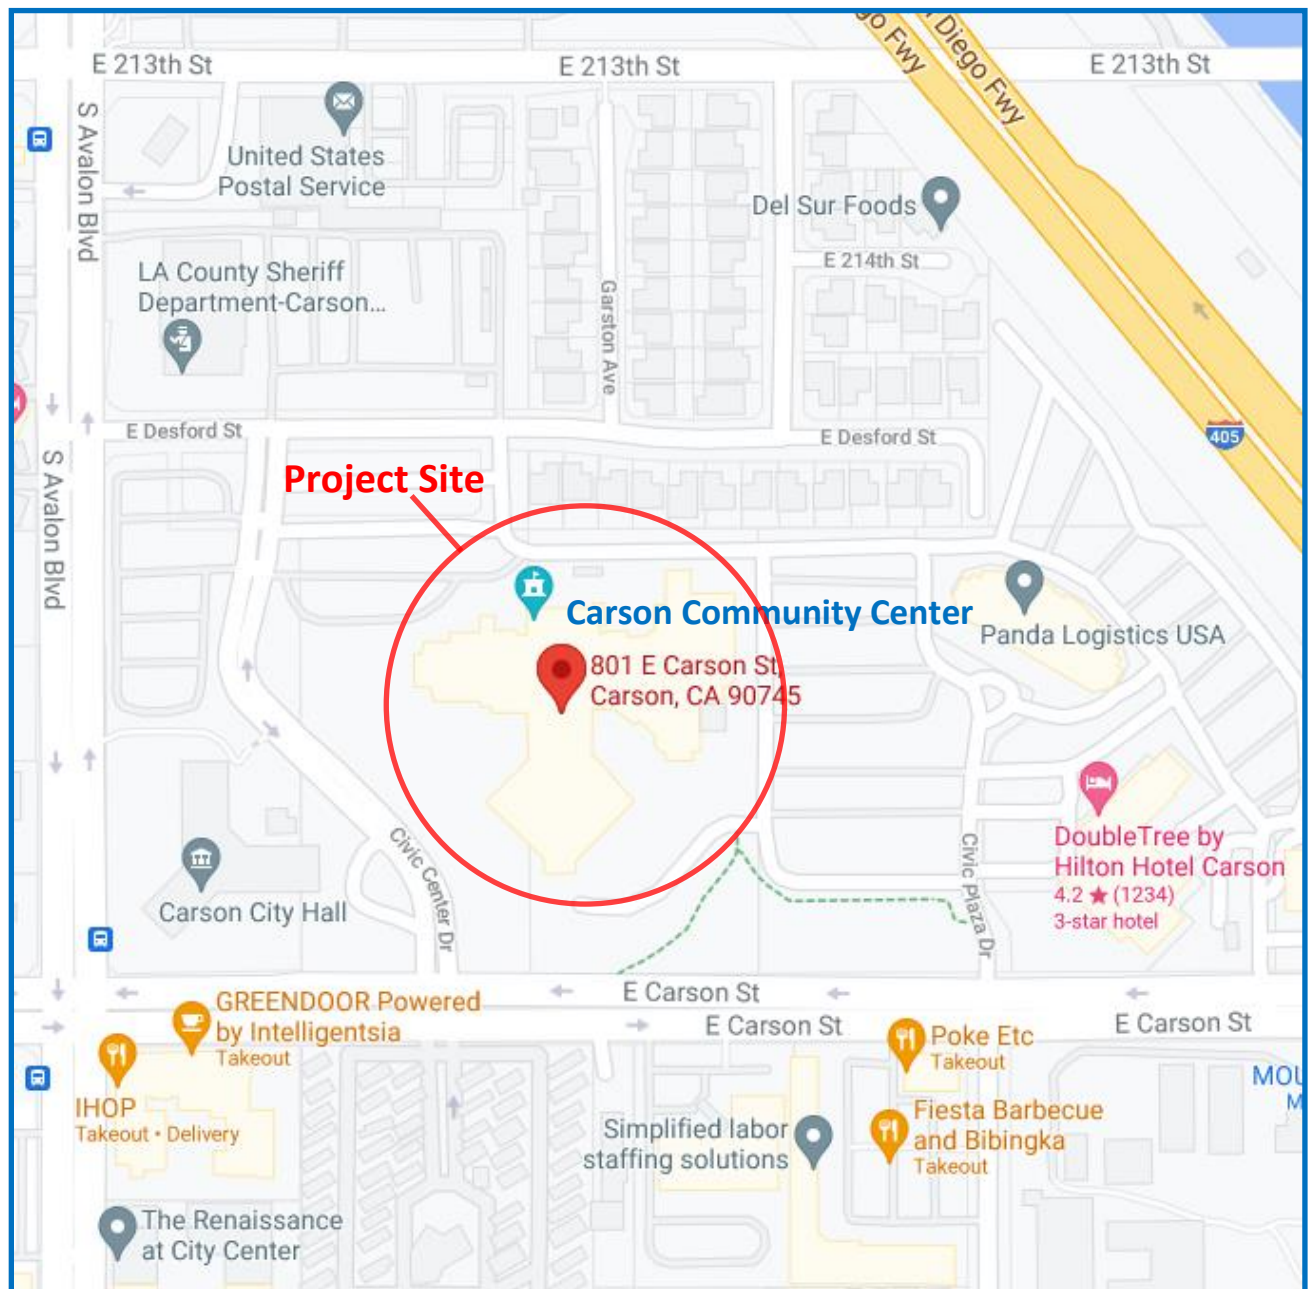 Diego Fwy
n Diego Fwy
E 213th St
E 213th St
E 213th St
S Avalon Blvd
United States
Postal Service
Del Sur Foods
E 214th St
LA County Sheriff
Department-Carson...
Garston Ave
E Desford St
E Desford St
405
S Avalon Blvd
Project Site
Carson Community Center
Panda Logistics USA
801 E Carson St,
Carson, CA 90745
Civic Center Dr
Civic Plaza Dr
DoubleTree by
Hilton Hotel Carson
4.2 ★ (1234)
3-star hotel
Carson City Hall
E Carson St
E Carson St
E Carson St
GREENDOOR Powered
by Intelligentsia
Takeout
Poke Etc
Takeout
IHOP
Takeout • Delivery
MOU
M
Fiesta Barbecue
and Bibingka
Takeout
Simplified labor
staffing solutions
The Renaissance
at City Center